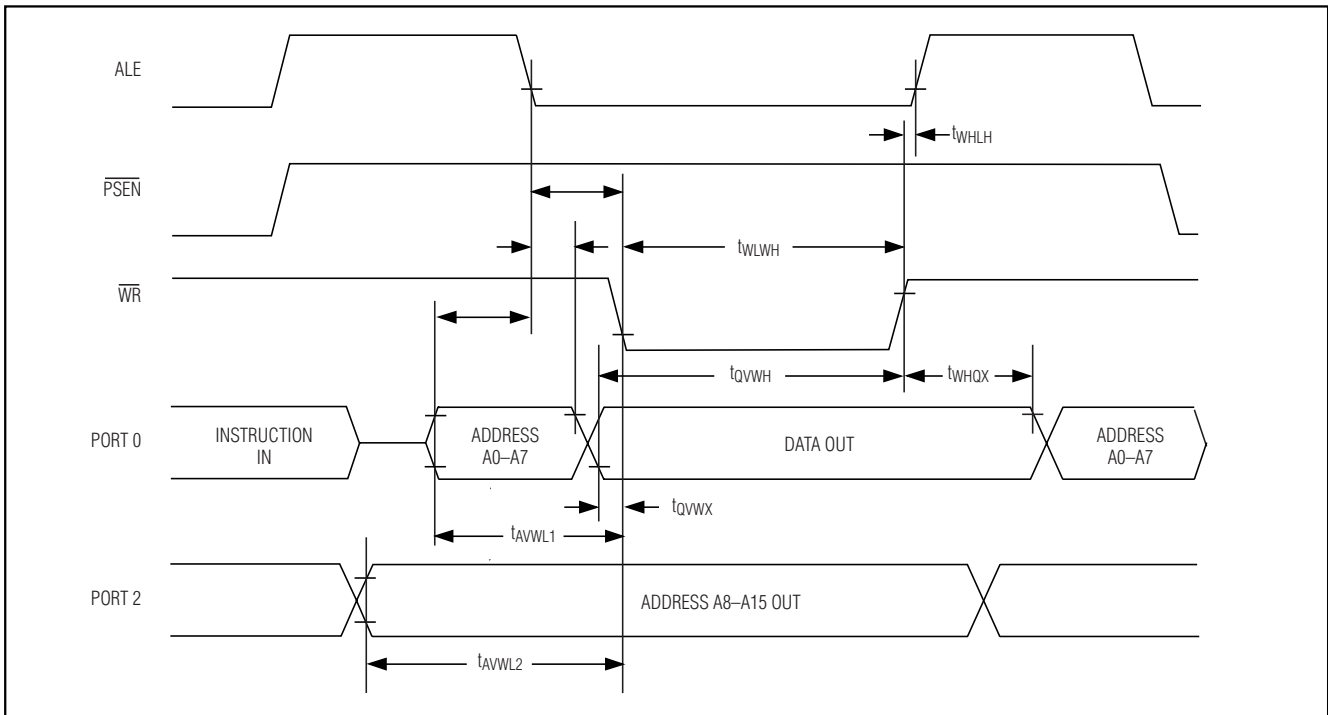 ALE
tWHLH
PSEN
tWLWH
WR
tQVWH
tWHQX
PORT 0
INSTRUCTION
IN
ADDRESS
A0–A7
DATA OUT
ADDRESS
A0–A7
tQVWX
tAVWL1
PORT 2
ADDRESS A8–A15 OUT
tAVWL2